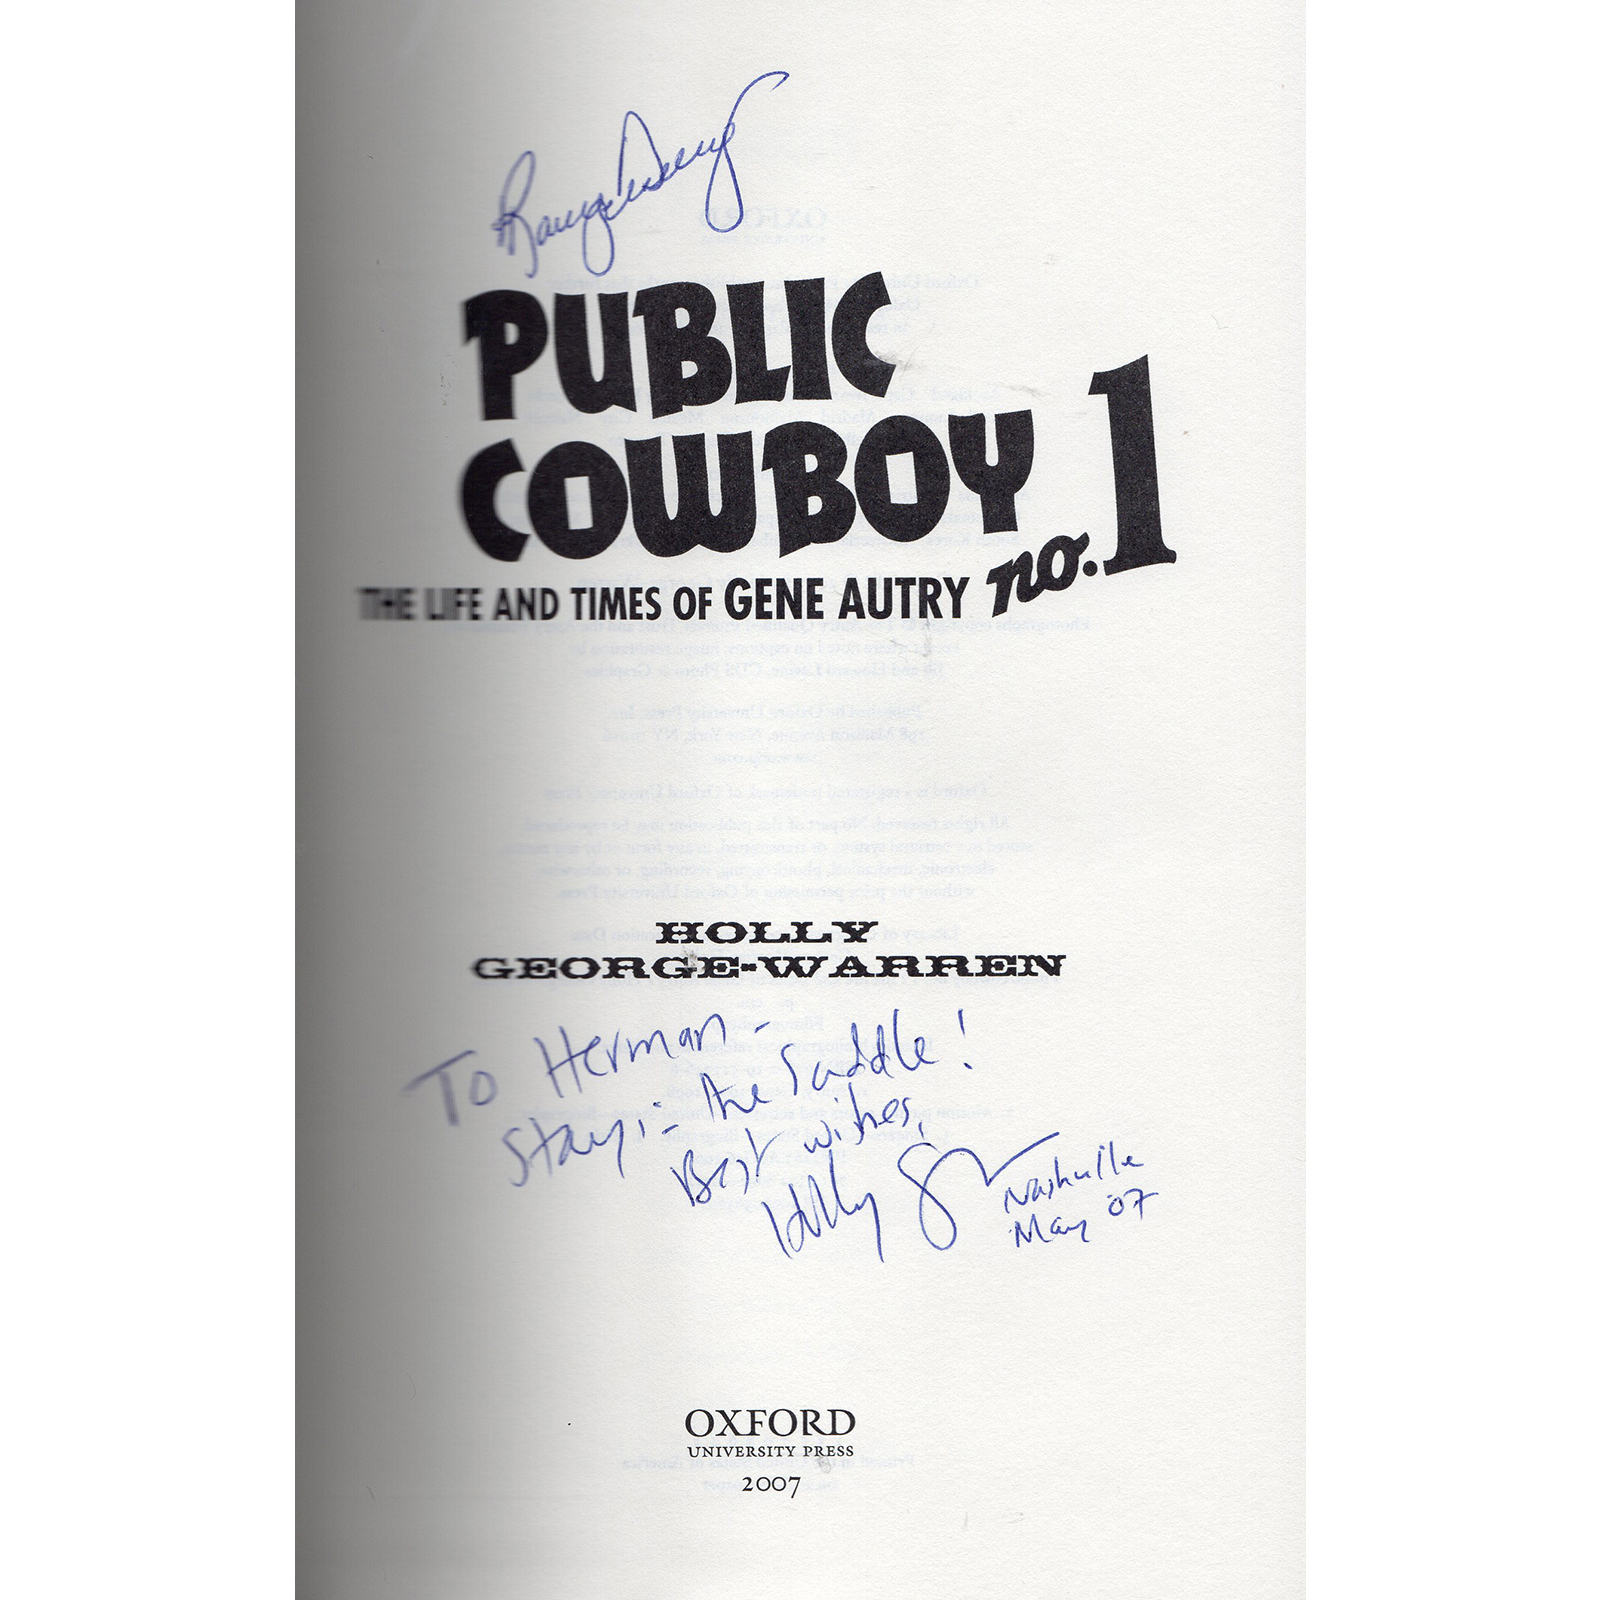 PUBLIC
COWBOY
no. 1
THE LIFE AND TIMES OF GENE AUTRY
HOLLY
GEORGE-WARREN
To Herman -
Stay in the Saddle!
Best wishes,
Holly
Nashville
May '07
OXFORD
UNIVERSITY PRESS
2007